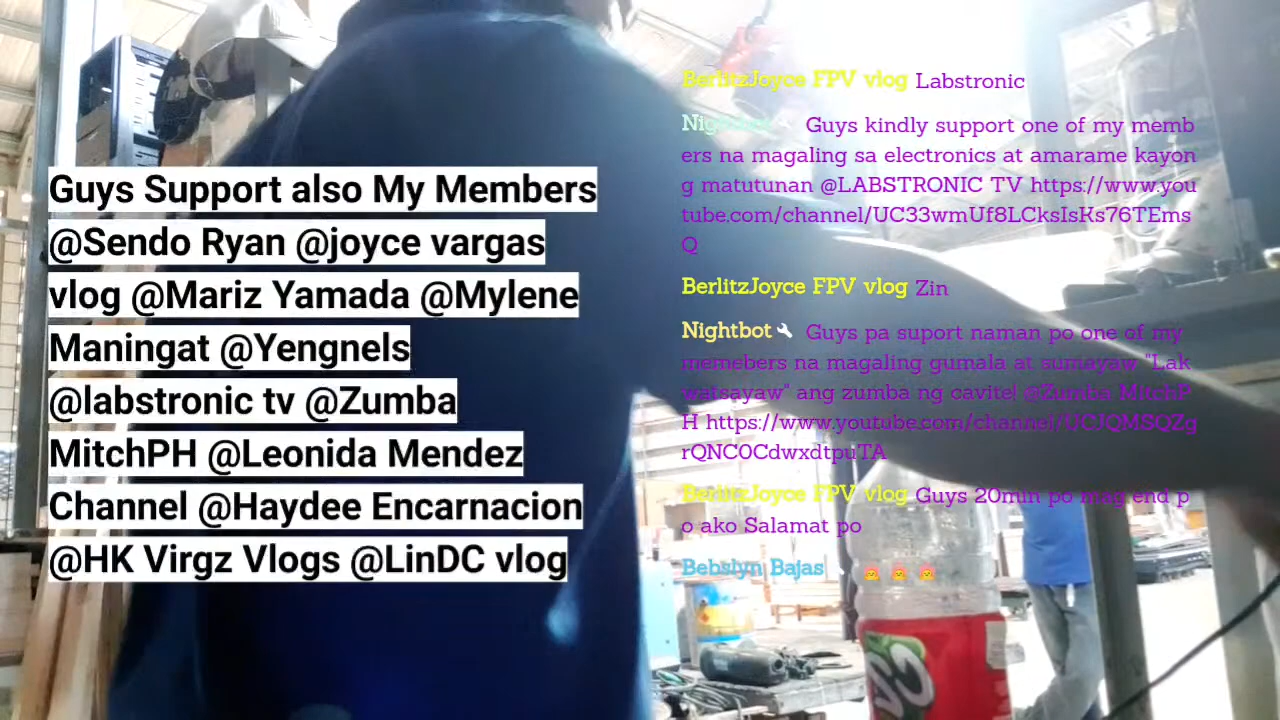 Guys Support also My Members
@Sendo Ryan @joyce vargas
vlog @Mariz Yamada @Mylene
Maningat @Yengnels
@labstronic tv @Zumba
MitchPH @Leonida Mendez
Channel @Haydee Encarnacion
@HK Virgz Vlogs @LinDC vlog
BerlitzJoyce FPV vlog Labstronic
Nightbot Guys kindly support one of my memb
ers na magaling sa electronics at amarame kayon
g matutunan @LABSTRONIC TV https://www.you
tube.com/channel/UC33wmUf8LCksIsKs76TEms
Q
BerlitzJoyce FPV vlog Zin
Nightbot Guys pa suport naman po one of my
memebers na magaling gumala at sumayaw "Lak
watsayaw" ang zumba ng cavite! @Zumba MitchP
H https://www.youtube.com/channel/UCJQMSQZg
rQNC0CdwxdtpuTA
BerlitzJoyce FPV vlog Guys 20min po mag end p
o ako Salamat po
Bebslyn Bajas